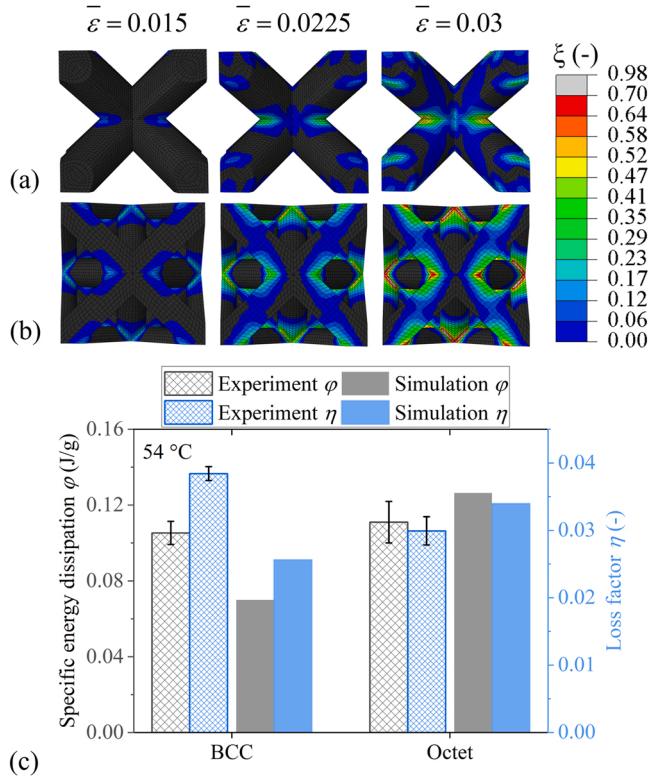 ε̅ = 0.015 ε̅ = 0.0225 ε̅ = 0.03
ξ (-)
0.98
0.70
0.64
0.58
0.52
0.47
0.41
0.35
0.29
0.23
0.17
0.12
0.06
0.00
(a)
(b)
Experiment φ Simulation φ
Experiment η Simulation η
54 °C
Specific energy dissipation φ (J/g)
0.16
0.12
0.08
0.04
0.00
Loss factor η (-)
0.04
0.03
0.02
0.01
0.00
BCC Octet
(c)